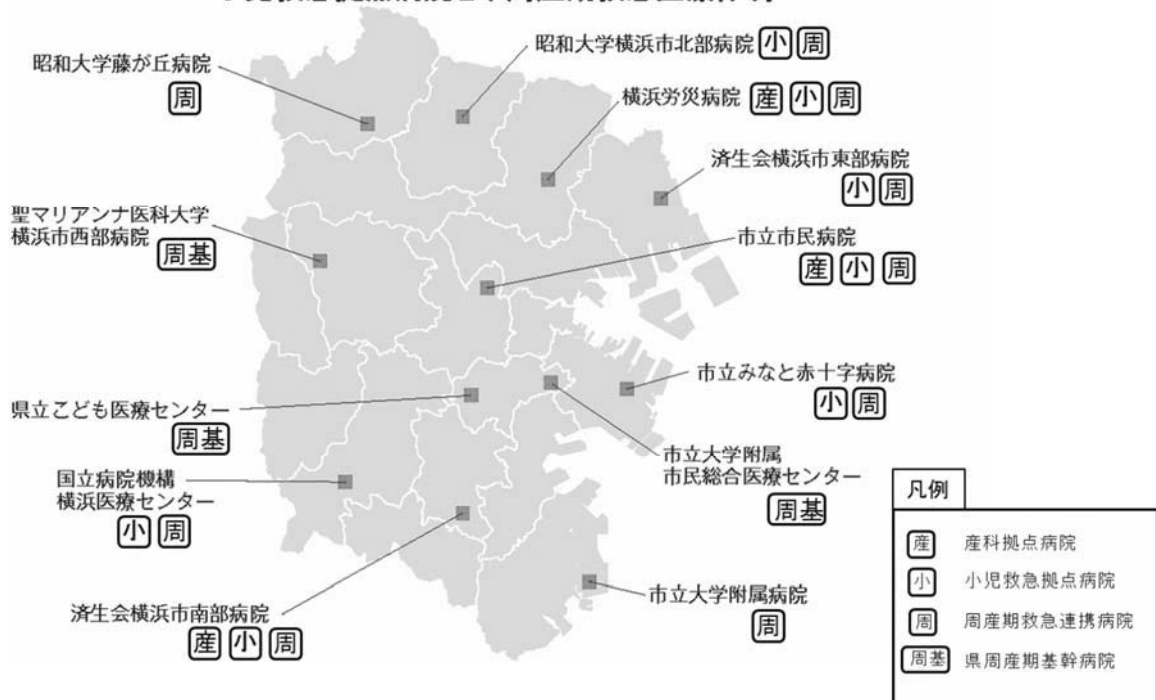 昭和大学藤が丘病院
周
昭和大学横浜市北部病院 小 周
横浜労災病院 産 小 周
済生会横浜市東部病院
小 周
聖マリアンナ医科大学
横浜市西部病院 周基
市立市民病院
産 小 周
市立みなと赤十字病院
小 周
県立こども医療センター
周基
市立大学附属
市民総合医療センター
周基
国立病院機構
横浜医療センター
小 周
済生会横浜市南部病院
産 小 周
市立大学附属病院
周
凡例
産 産科拠点病院
小 小児救急拠点病院
周 周産期救急連携病院
周基 県周産期基幹病院